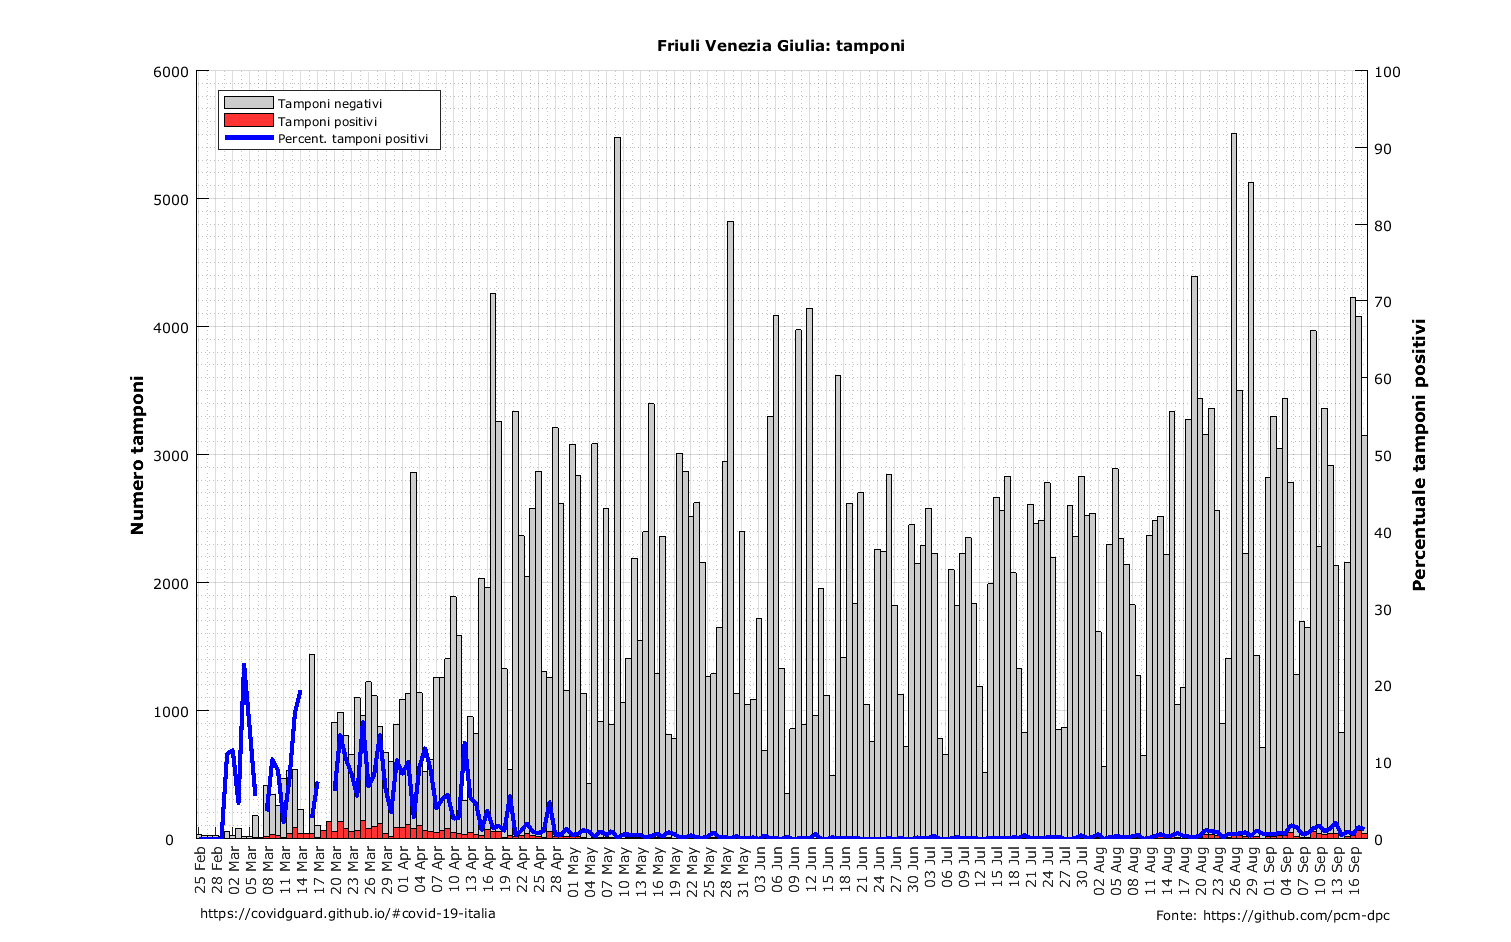 Friuli Venezia Giulia: tamponi
6000
5000
4000
3000
2000
1000
0
Numero tamponi
Tamponi negativi
Tamponi positivi
Percent. tamponi positivi
100
90
80
70
60
50
40
30
20
10
0
Percentuale tamponi positivi
25 Feb
28 Feb
02 Mar
05 Mar
08 Mar
11 Mar
14 Mar
17 Mar
20 Mar
23 Mar
26 Mar
29 Mar
01 Apr
04 Apr
07 Apr
10 Apr
13 Apr
16 Apr
19 Apr
22 Apr
25 Apr
28 Apr
01 May
04 May
07 May
10 May
13 May
16 May
19 May
22 May
25 May
28 May
31 May
03 Jun
06 Jun
09 Jun
12 Jun
15 Jun
18 Jun
21 Jun
24 Jun
27 Jun
30 Jun
03 Jul
06 Jul
09 Jul
12 Jul
15 Jul
18 Jul
21 Jul
24 Jul
27 Jul
30 Jul
02 Aug
05 Aug
08 Aug
11 Aug
14 Aug
17 Aug
20 Aug
23 Aug
26 Aug
29 Aug
01 Sep
04 Sep
07 Sep
10 Sep
13 Sep
16 Sep
https://covidguard.github.io/#covid-19-italia
Fonte: https://github.com/pcm-dpc